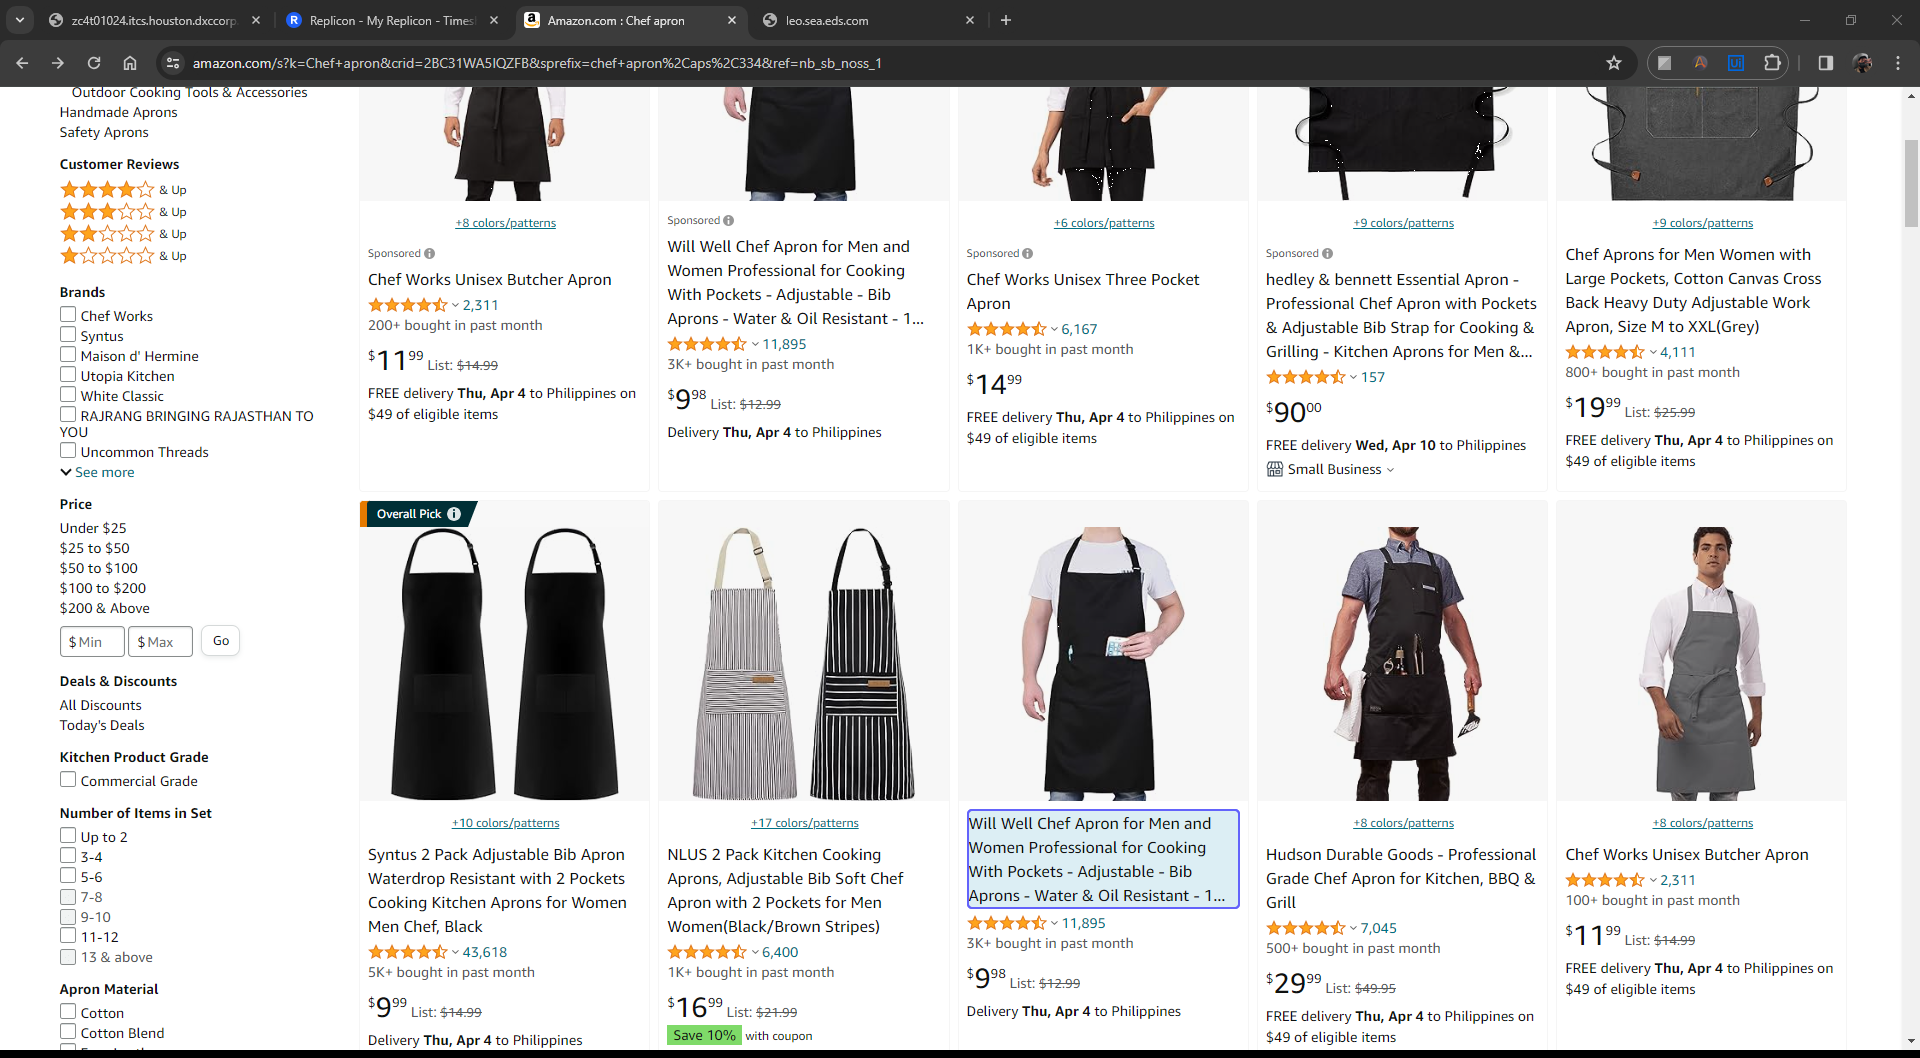 zc4t01024.itcs.houston.dxccorp
Replicon - My Replicon - Times
Amazon.com : Chef apron
leo.sea.eds.com
amazon.com/s?k=Chef+apron&crid=2BC31WA5IQZFB&sprefix=chef+apron%2Caps%2C334&ref=nb_sb_noss_1
Outdoor Cooking Tools & Accessories
Handmade Aprons
Safety Aprons
Customer Reviews
& Up
& Up
& Up
& Up
Brands
Chef Works
Syntus
Maison d' Hermine
Utopia Kitchen
White Classic
RAJRANG BRINGING RAJASTHAN TO
YOU
Uncommon Threads
See more
Price
Under $25
$25 to $50
$50 to $100
$100 to $200
$200 & Above
$ Min $ Max Go
Deals & Discounts
All Discounts
Today's Deals
Kitchen Product Grade
Commercial Grade
Number of Items in Set
Up to 2
3-4
5-6
7-8
9-10
11-12
13 & above
Apron Material
Cotton
Cotton Blend
+8 colors/patterns
Sponsored
Chef Works Unisex Butcher Apron
2,311
200+ bought in past month
$11.99 List: $14.99
FREE delivery Thu, Apr 4 to Philippines on
$49 of eligible items
Sponsored
Will Well Chef Apron for Men and
Women Professional for Cooking
With Pockets - Adjustable - Bib
Aprons - Water & Oil Resistant - 1...
11,895
3K+ bought in past month
$9.98 List: $12.99
Delivery Thu, Apr 4 to Philippines
+6 colors/patterns
Sponsored
Chef Works Unisex Three Pocket
Apron
6,167
1K+ bought in past month
$14.99
FREE delivery Thu, Apr 4 to Philippines on
$49 of eligible items
+9 colors/patterns
Sponsored
hedley & bennett Essential Apron -
Professional Chef Apron with Pockets
& Adjustable Bib Strap for Cooking &
Grilling - Kitchen Aprons for Men &...
157
$90.00
FREE delivery Wed, Apr 10 to Philippines
Small Business
+9 colors/patterns
Chef Aprons for Men Women with
Large Pockets, Cotton Canvas Cross
Back Heavy Duty Adjustable Work
Apron, Size M to XXL(Grey)
4,111
800+ bought in past month
$19.99 List: $25.99
FREE delivery Thu, Apr 4 to Philippines on
$49 of eligible items
Overall Pick
+10 colors/patterns
Syntus 2 Pack Adjustable Bib Apron
Waterdrop Resistant with 2 Pockets
Cooking Kitchen Aprons for Women
Men Chef, Black
43,618
5K+ bought in past month
$9.99 List: $14.99
Delivery Thu, Apr 4 to Philippines
+17 colors/patterns
NLUS 2 Pack Kitchen Cooking
Aprons, Adjustable Bib Soft Chef
Apron with 2 Pockets for Men
Women(Black/Brown Stripes)
6,400
1K+ bought in past month
$16.99 List: $21.99
Save 10% with coupon
Will Well Chef Apron for Men and
Women Professional for Cooking
With Pockets - Adjustable - Bib
Aprons - Water & Oil Resistant - 1...
11,895
3K+ bought in past month
$9.98 List: $12.99
Delivery Thu, Apr 4 to Philippines
+8 colors/patterns
Hudson Durable Goods - Professional
Grade Chef Apron for Kitchen, BBQ &
Grill
7,045
500+ bought in past month
$29.99 List: $49.95
FREE delivery Thu, Apr 4 to Philippines on
$49 of eligible items
+8 colors/patterns
Chef Works Unisex Butcher Apron
2,311
100+ bought in past month
$11.99 List: $14.99
FREE delivery Thu, Apr 4 to Philippines on
$49 of eligible items